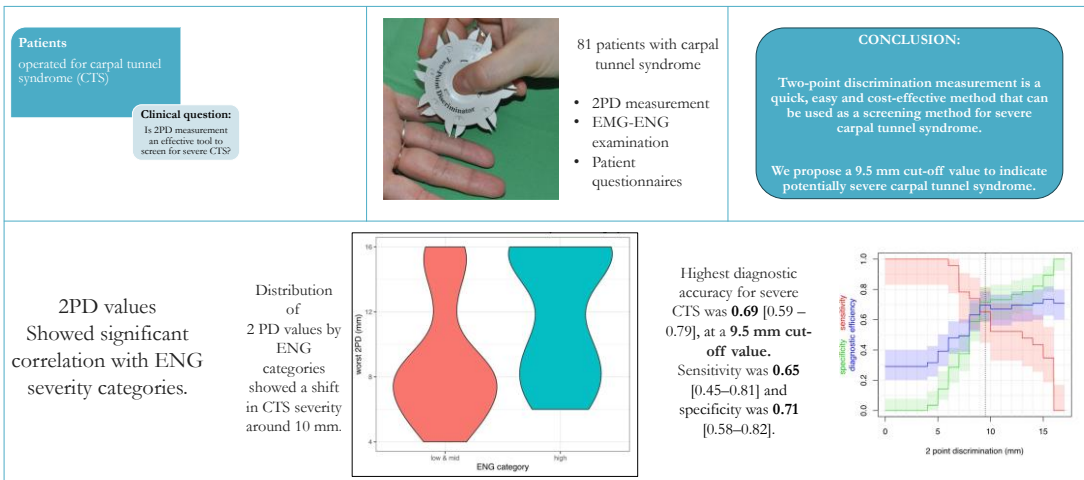 Patients
operated for carpal tunnel
syndrome (CTS)
Clinical question:
Is 2PD measurement
an effective tool to
screen for severe CTS?
Two-Point Discriminator
81 patients with carpal
tunnel syndrome
• 2PD measurement
• EMG-ENG
examination
• Patient
questionnaires
CONCLUSION:
Two-point discrimination measurement is a
quick, easy and cost-effective method that can
be used as a screening method for severe
carpal tunnel syndrome.
We propose a 9.5 mm cut-off value to indicate
potentially severe carpal tunnel syndrome.
2PD values
Showed significant
correlation with ENG
severity categories.
Distribution
of
2 PD values by
ENG
categories
showed a shift
in CTS severity
around 10 mm.
worst 2PD (mm)
16
12
8
4
low & mid
high
ENG category
Highest diagnostic
accuracy for severe
CTS was 0.69 [0.59 –
0.79], at a 9.5 mm cut-
off value.
Sensitivity was 0.65
[0.45–0.81] and
specificity was 0.71
[0.58–0.82].
specificity sensitivity
diagnostic efficiency
1.0
0.8
0.6
0.4
0.2
0.0
0
5
10
15
2 point discrimination (mm)